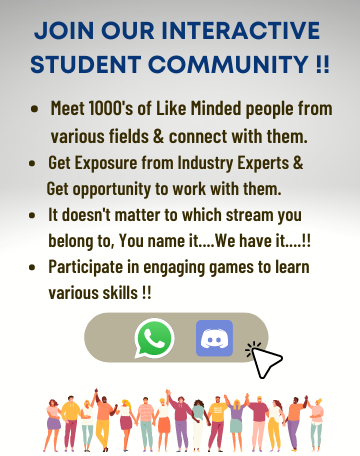 JOIN OUR INTERACTIVE
STUDENT COMMUNITY !!
• Meet 1000's of Like Minded people from
various fields & connect with them.
• Get Exposure from Industry Experts &
Get opportunity to work with them.
• It doesn't matter to which stream you
belong to, You name it....We have it....!!
• Participate in engaging games to learn
various skills !!